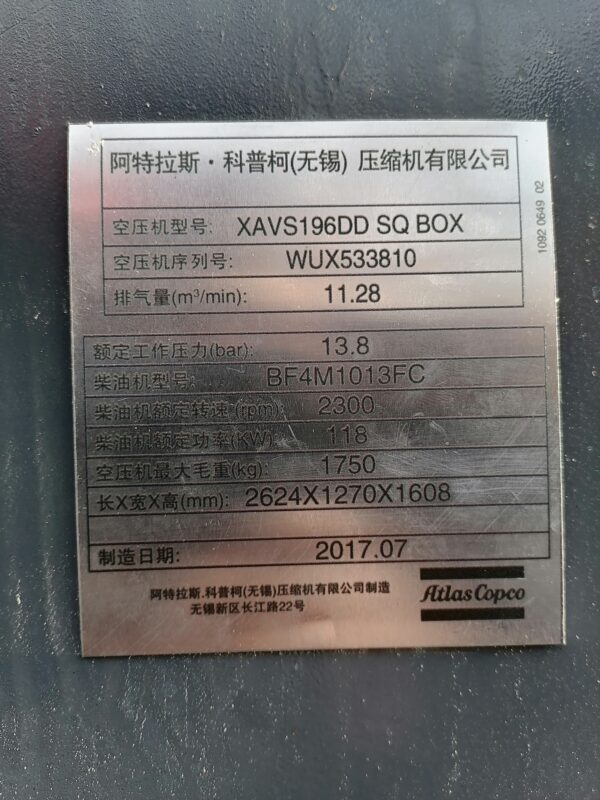 阿特拉斯·科普柯(无锡) 压缩机有限公司
空压机型号: XAVS196DD SQ BOX
空压机序列号: WUX533810
排气量(m³/min): 11.28
1092 0649 02
额定工作压力(bar): 13.8
柴油机型号: BF4M1013FC
柴油机额定转速 (rpm) 2300
柴油机额定功率(KW): 118
空压机最大毛重(kg): 1750
长X宽X高(mm): 2624X1270X1608
制造日期: 2017.07
阿特拉斯.科普柯(无锡)压缩机有限公司制造
无锡新区长江路22号
Atlas Copco